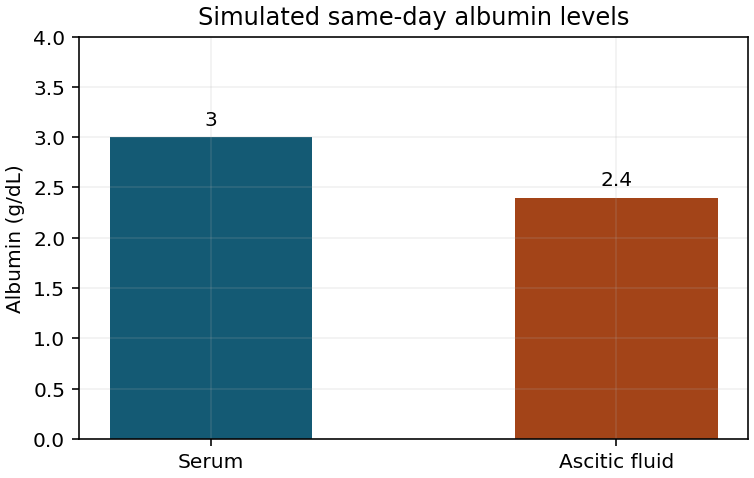 Simulated same-day albumin levels
Albumin (g/dL)
4.0
3.5
3.0
2.5
2.0
1.5
1.0
0.5
0.0
3
2.4
Serum
Ascitic fluid